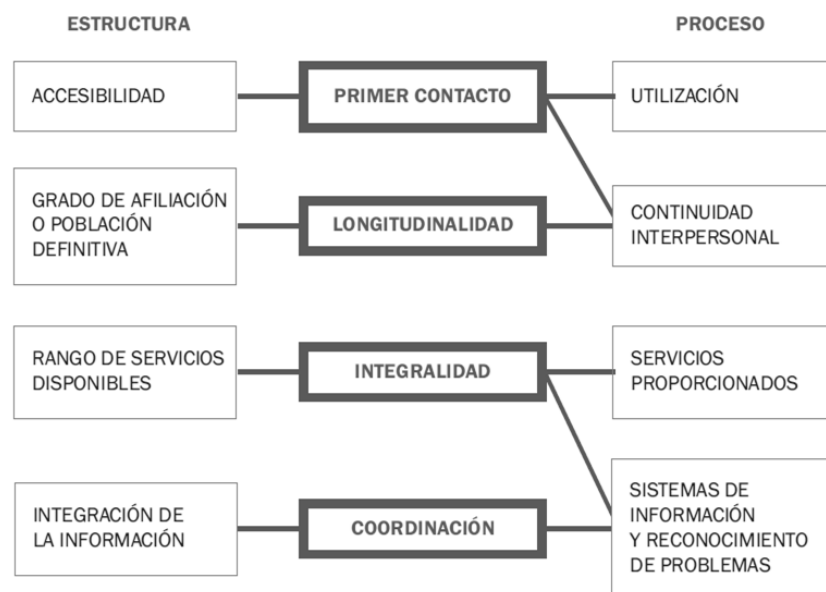 ESTRUCTURA
PROCESO
ACCESIBILIDAD
PRIMER CONTACTO
UTILIZACIÓN
GRADO DE AFILIACIÓN
O POBLACIÓN
DEFINITIVA
LONGITUDINALIDAD
CONTINUIDAD
INTERPERSONAL
RANGO DE SERVICIOS
DISPONIBLES
INTEGRALIDAD
SERVICIOS
PROPORCIONADOS
INTEGRACIÓN DE
LA INFORMACIÓN
COORDINACIÓN
SISTEMAS DE
INFORMACIÓN
Y RECONOCIMIENTO
DE PROBLEMAS